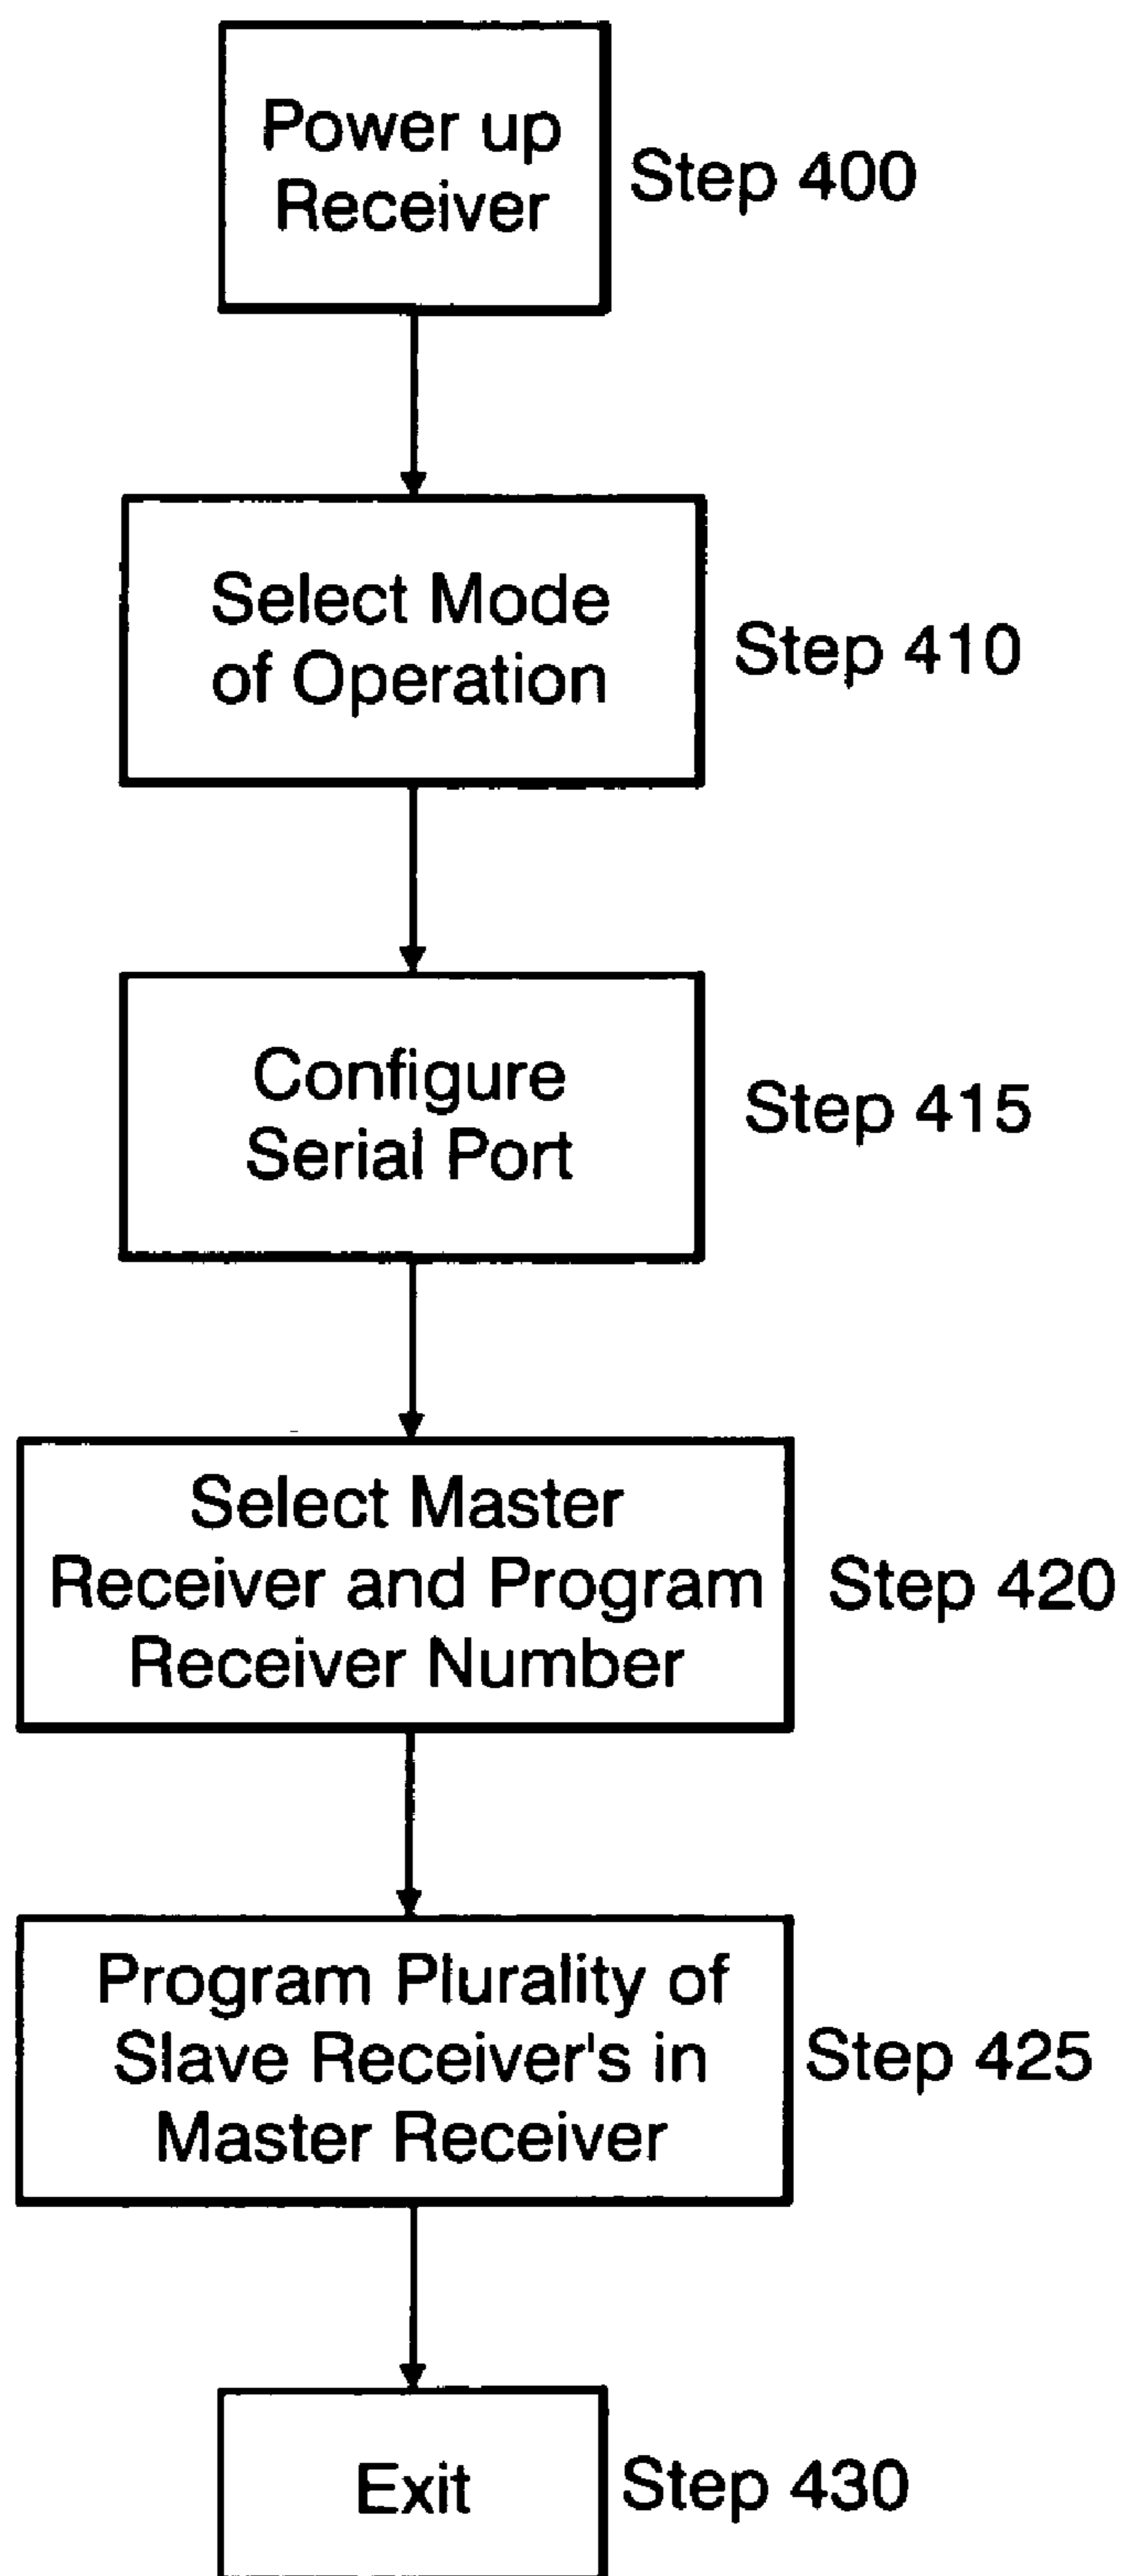 Power up
Receiver
Step 400
Select Mode
of Operation
Step 410
Configure
Serial Port
Step 415
Select Master
Receiver and Program
Receiver Number
Step 420
Program Plurality of
Slave Receiver's in
Master Receiver
Step 425
Exit
Step 430